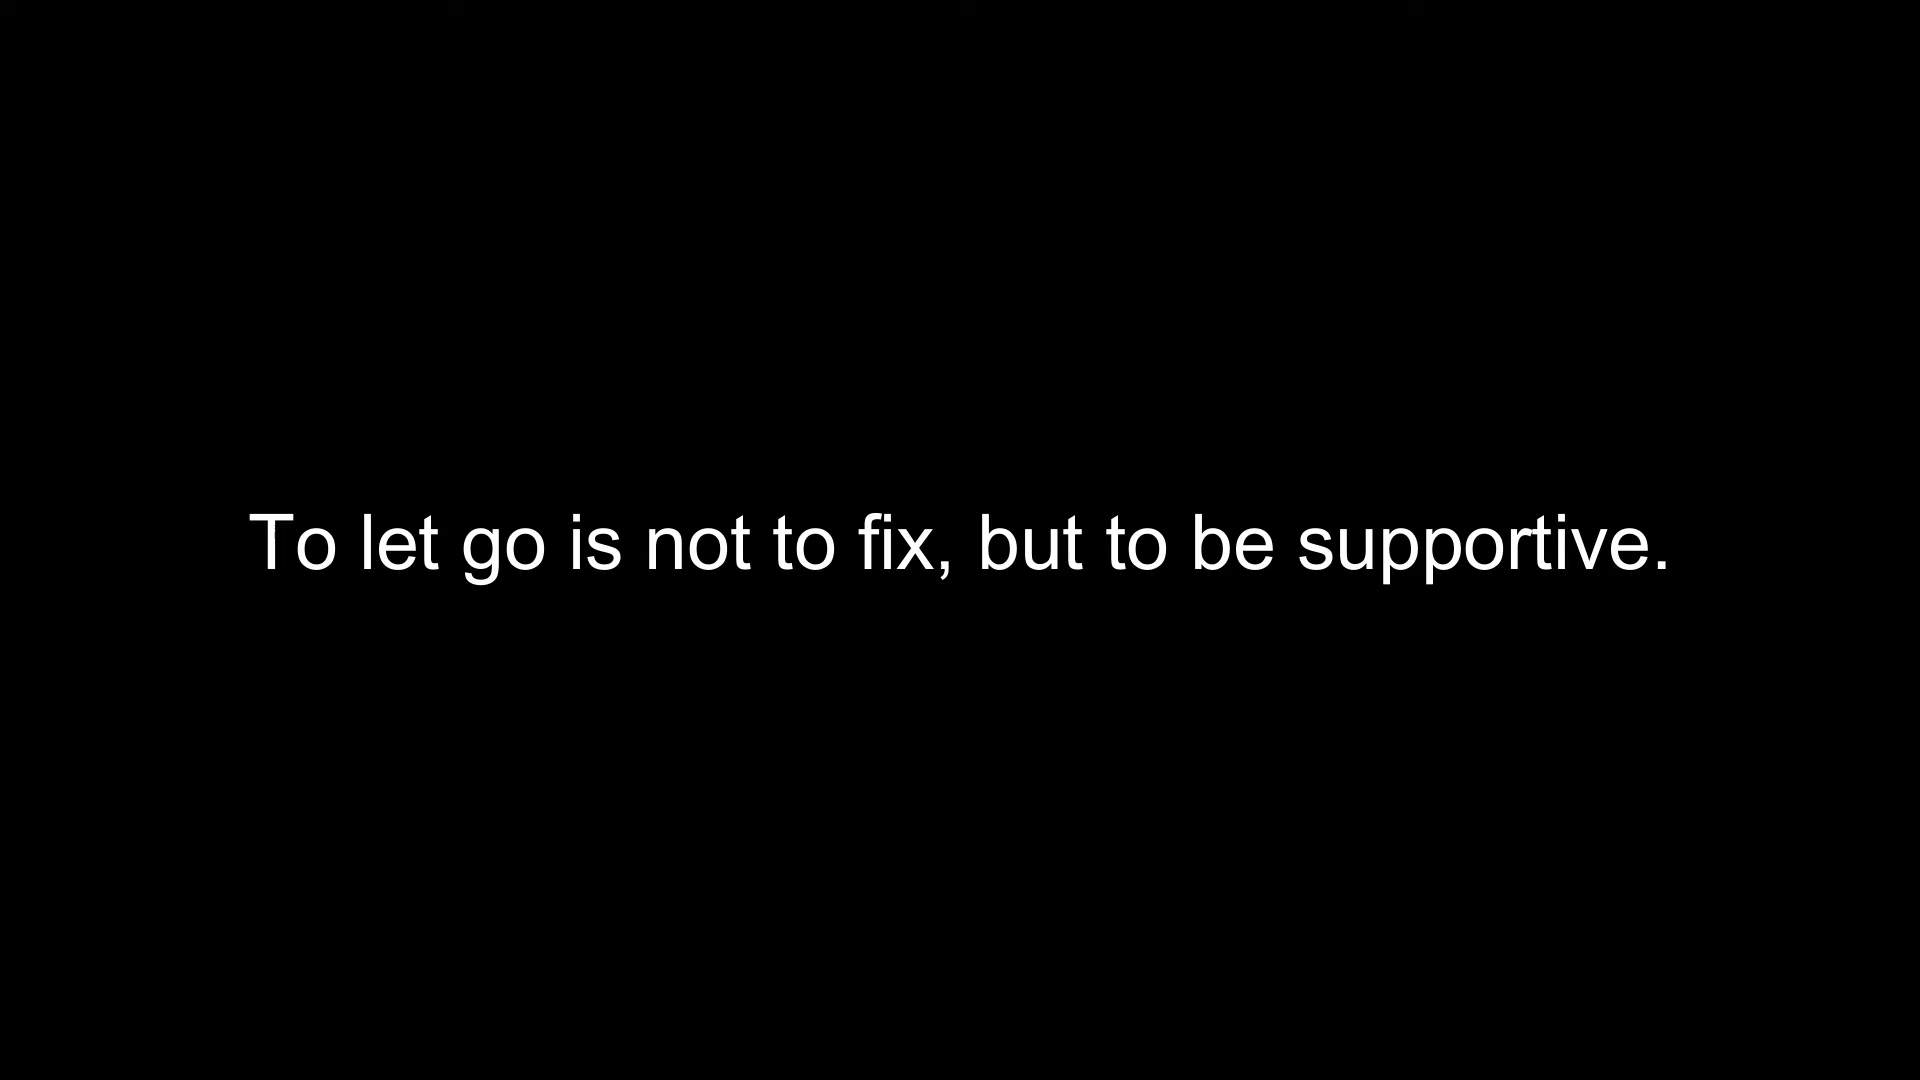 To let go is not to fix, but to be supportive.